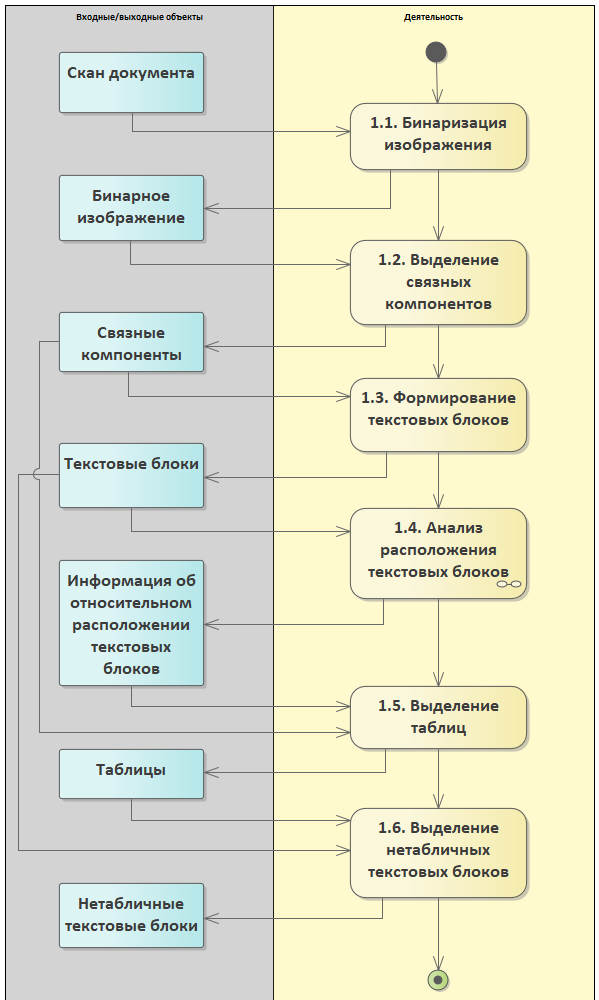 Входные/выходные объекты
Деятельность
Скан документа
1.1. Бинаризация
изображения
Бинарное
изображение
1.2. Выделение
связных
компонентов
Связные
компоненты
1.3. Формирование
текстовых блоков
Текстовые блоки
1.4. Анализ
расположения
текстовых блоков
Информация об
относительном
расположении
текстовых
блоков
1.5. Выделение
таблиц
Таблицы
1.6. Выделение
нетабличных
текстовых блоков
Нетабличные
текстовые блоки